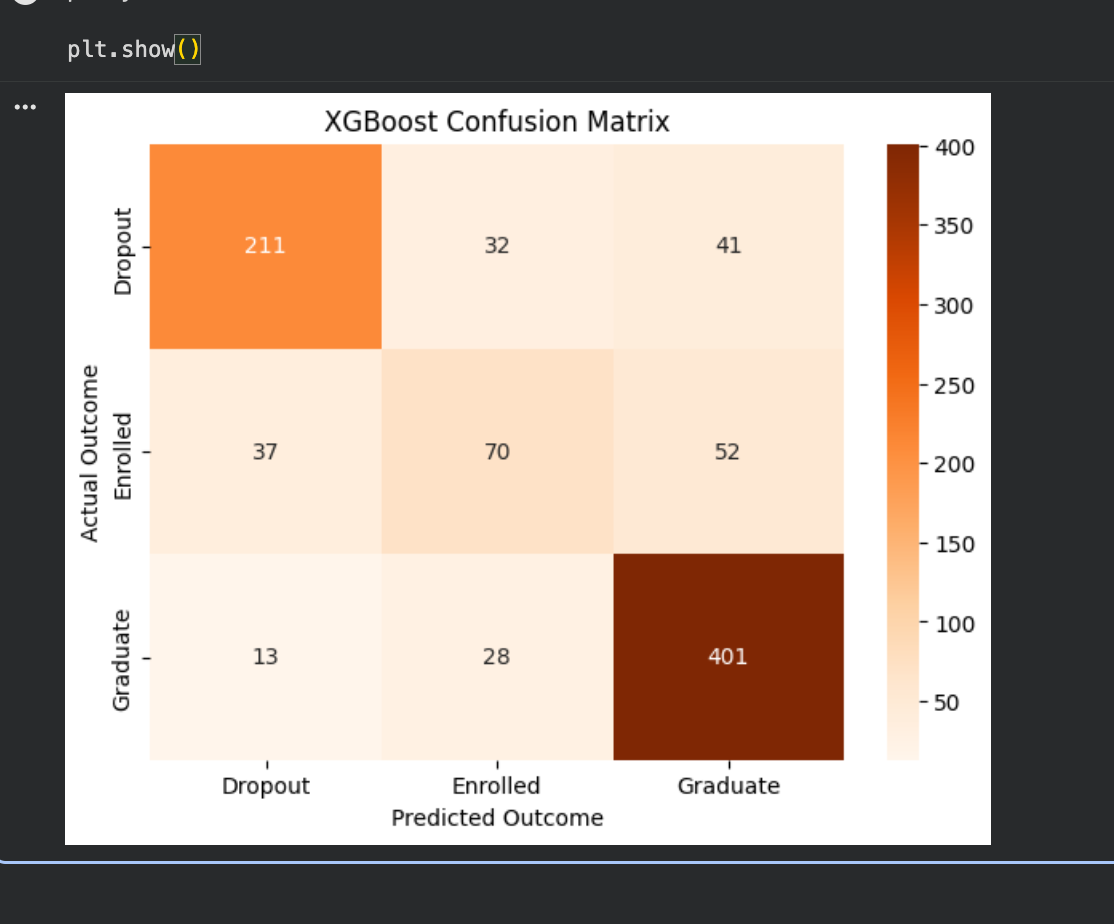 plt.show()
XGBoost Confusion Matrix
Actual Outcome
Dropout
211
32
41
Enrolled
37
70
52
Graduate
13
28
401
Dropout
Enrolled
Graduate
Predicted Outcome
400
350
300
250
200
150
100
50